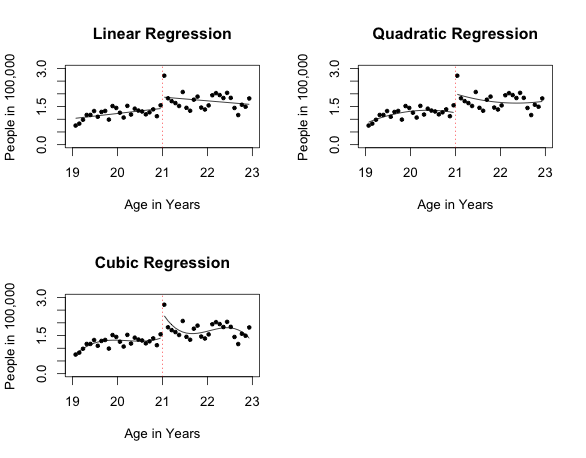 Linear Regression
People in 100,000
0.0 1.5 3.0
19 20 21 22 23
Age in Years
Quadratic Regression
People in 100,000
0.0 1.5 3.0
19 20 21 22 23
Age in Years
Cubic Regression
People in 100,000
0.0 1.5 3.0
19 20 21 22 23
Age in Years